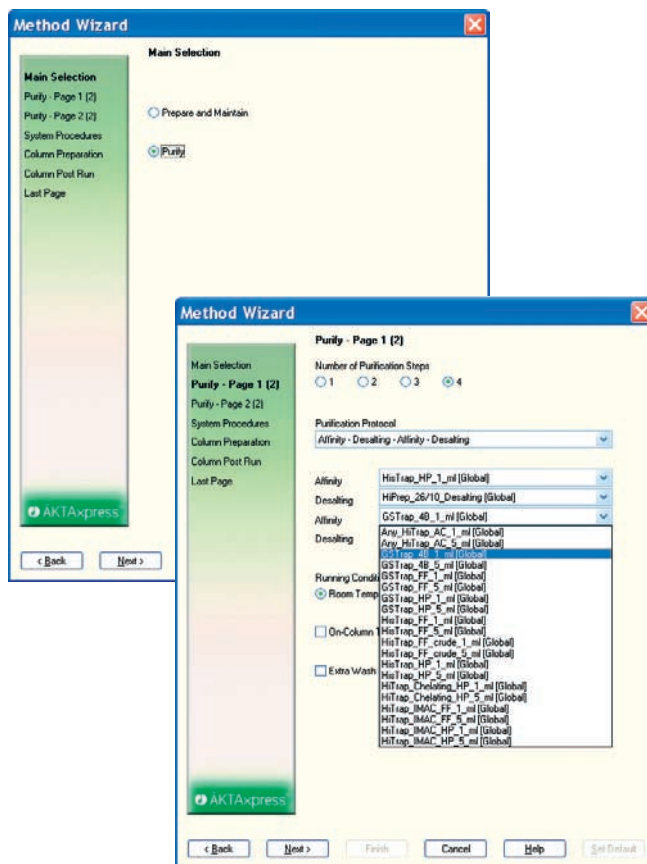 Method Wizard
Main Selection
Main Selection
Purify - Page 1 (2)
Purify - Page 2 (2)
System Procedures
Column Preparation
Column Post Run
Last Page
Prepare and Maintain
Purify
ÄKTAxpress
< Back
Next >
Method Wizard
Purify - Page 1 (2)
Main Selection
Purify - Page 1 (2)
Purify - Page 2 (2)
System Procedures
Column Preparation
Column Post Run
Last Page
Number of Purification Steps
1 2 3 4
Purification Protocol
Affinity - Desalting - Affinity - Desalting
Affinity HisTrap_HP_1_ml [Global]
Desalting HiPrep_26/10_Desalting [Global]
Affinity GSTrap_4B_1_ml [Global]
Desalting
Any_HiTrap_AC_1_ml [Global]
Any_HiTrap_AC_5_ml [Global]
GSTrap_4B_1_ml [Global]
GSTrap_4B_5_ml [Global]
GSTrap_FF_1_ml [Global]
GSTrap_FF_5_ml [Global]
GSTrap_HP_1_ml [Global]
GSTrap_HP_5_ml [Global]
HisTrap_FF_1_ml [Global]
HisTrap_FF_5_ml [Global]
HisTrap_FF_crude_1_ml [Global]
HisTrap_FF_crude_5_ml [Global]
HisTrap_HP_1_ml [Global]
HisTrap_HP_5_ml [Global]
HiTrap_Chelating_HP_1_ml [Global]
HiTrap_Chelating_HP_5_ml [Global]
HiTrap_IMAC_FF_1_ml [Global]
HiTrap_IMAC_FF_5_ml [Global]
HiTrap_IMAC_HP_1_ml [Global]
HiTrap_IMAC_HP_5_ml [Global]
Running Conditi
Room Temp
On-Column T
Extra Wash
ÄKTAxpress
< Back
Next >
Finish
Cancel
Help
Set Default